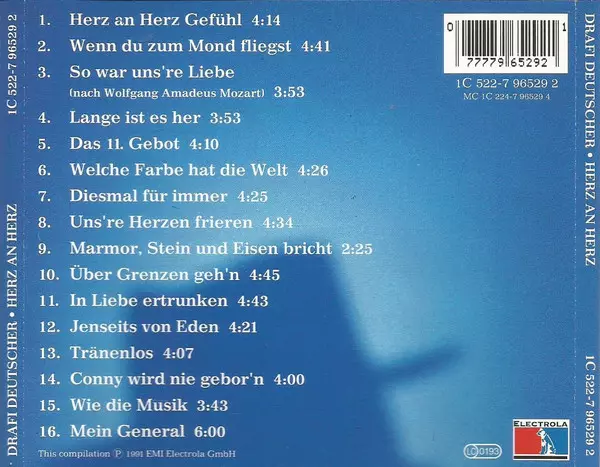 1C 522-7 96529 2
DRAFI DEUTSCHER • HERZ AN HERZ
1. Herz an Herz Gefühl 4:14
2. Wenn du zum Mond fliegst 4:41
3. So war uns're Liebe
(nach Wolfgang Amadeus Mozart) 3:53
4. Lange ist es her 3:53
5. Das 11. Gebot 4:10
6. Welche Farbe hat die Welt 4:26
7. Diesmal für immer 4:25
8. Uns're Herzen frieren 4:34
9. Marmor, Stein und Eisen bricht 2:25
10. Über Grenzen geh'n 4:45
11. In Liebe ertrunken 4:43
12. Jenseits von Eden 4:21
13. Tränenlos 4:07
14. Conny wird nie gebor'n 4:00
15. Wie die Musik 3:43
16. Mein General 6:00
This compilation Ⓟ 1991 EMI Electrola GmbH
0 1
0 77779 65292 1
1C 522-7 96529 2
MC 1C 224-7 96529 4
LC 0193
ELECTROLA
DRAFI DEUTSCHER • HERZ AN HERZ
1C 522-7 96529 2